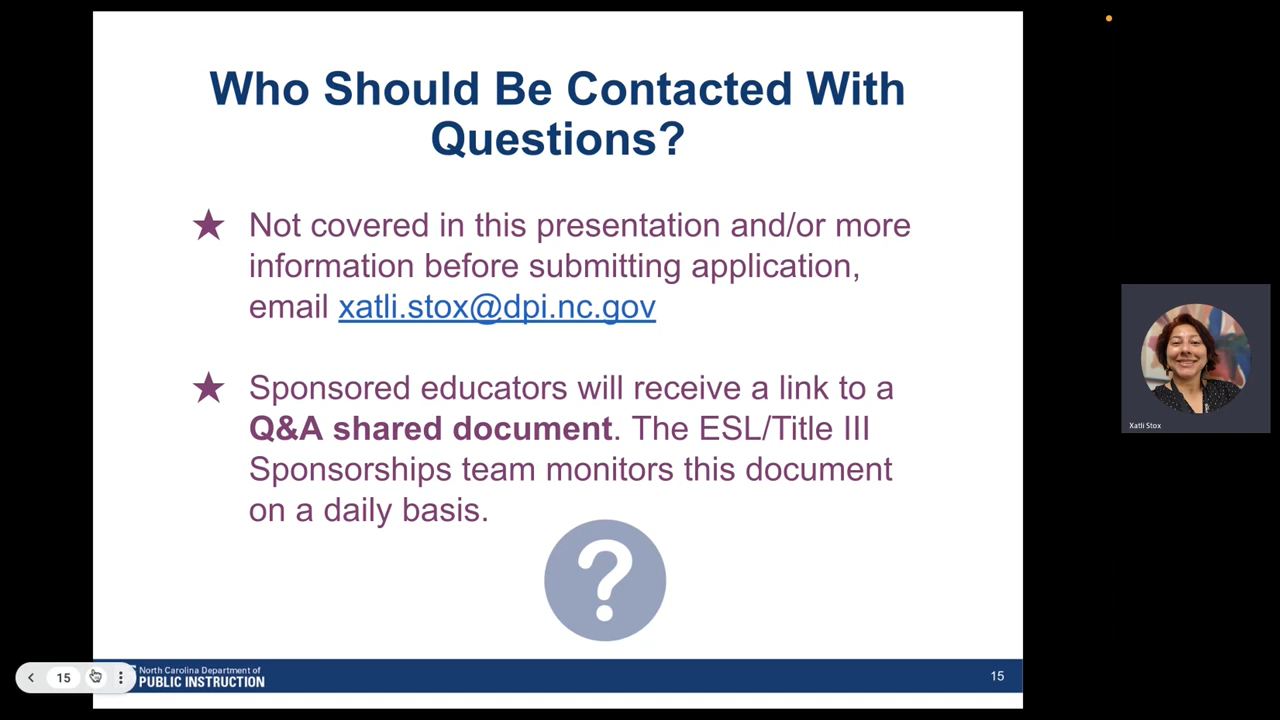 Who Should Be Contacted With
Questions?
★ Not covered in this presentation and/or more
information before submitting application,
email xatli.stox@dpi.nc.gov
★ Sponsored educators will receive a link to a
Q&A shared document. The ESL/Title III
Sponsorships team monitors this document
on a daily basis.
?
Xatli Stox
15
North Carolina Department of
PUBLIC INSTRUCTION
15